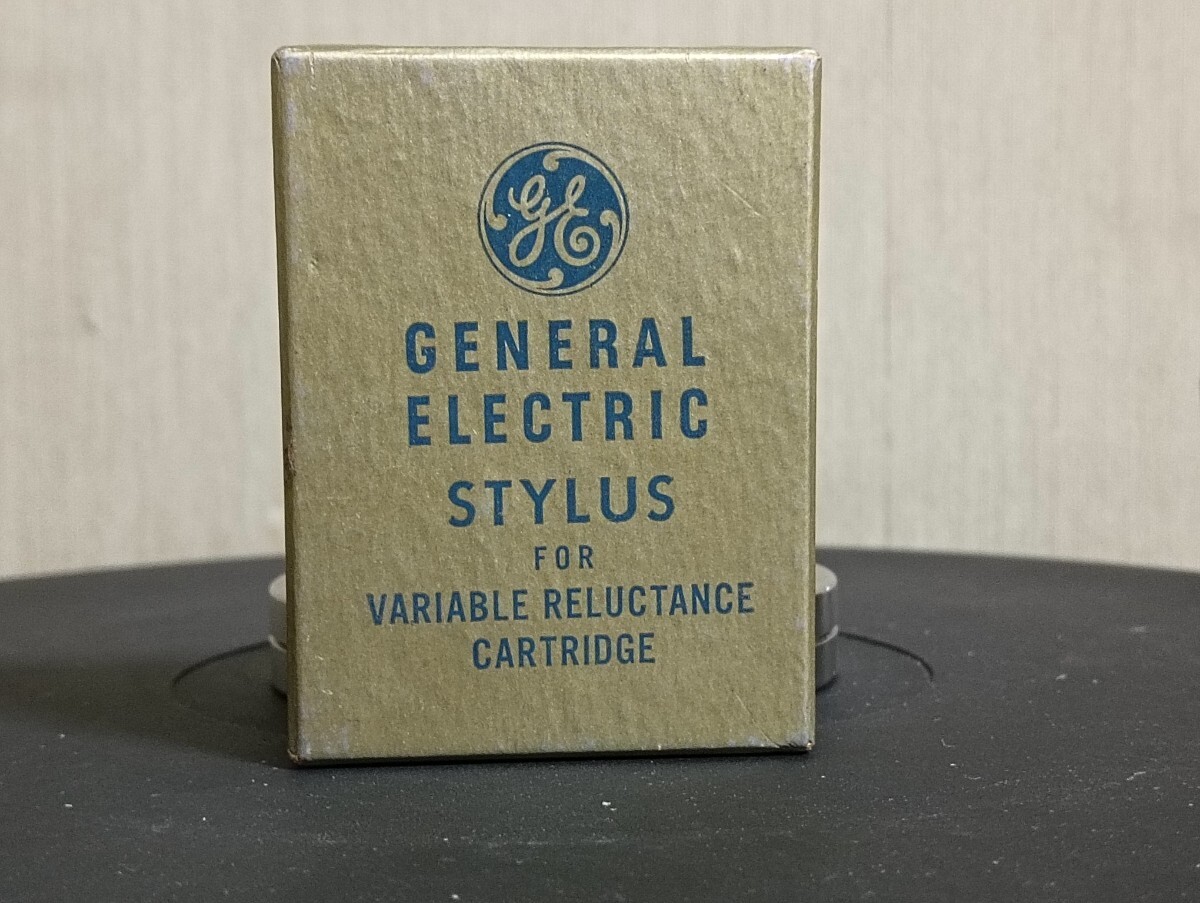 GE
GENERAL
ELECTRIC
STYLUS
FOR
VARIABLE RELUCTANCE
CARTRIDGE